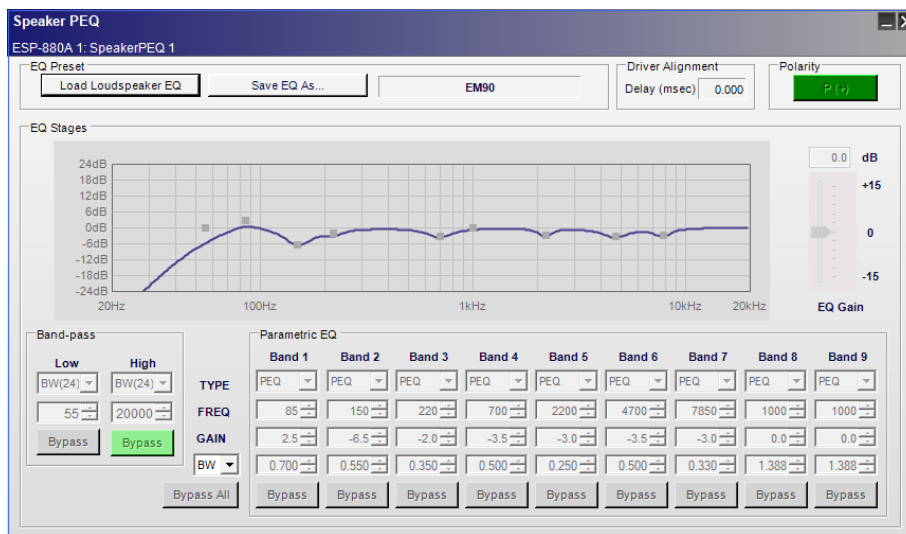 Speaker PEQ
ESP-880A 1: SpeakerPEQ 1
EQ Preset
Load Loudspeaker EQ
Save EQ As...
EM90
Driver Alignment
Delay (msec) 0.000
Polarity
P (+)
EQ Stages
24dB
18dB
12dB
6dB
0dB
-6dB
-12dB
-18dB
-24dB
20Hz 100Hz 1kHz 10kHz 20kHz
0.0 dB
+15
0
-15
EQ Gain
Band-pass
Low High
BW(24) BW(24)
55 20000
Bypass Bypass
Parametric EQ
Band 1 Band 2 Band 3 Band 4 Band 5 Band 6 Band 7 Band 8 Band 9
TYPE PEQ PEQ PEQ PEQ PEQ PEQ PEQ PEQ PEQ
FREQ 85 150 220 700 2200 4700 7850 1000 1000
GAIN 2.5 -6.5 -2.0 -3.5 -3.0 -3.5 -3.0 0.0 0.0
BW 0.700 0.550 0.350 0.500 0.250 0.500 0.330 1.388 1.388
Bypass All Bypass Bypass Bypass Bypass Bypass Bypass Bypass Bypass Bypass